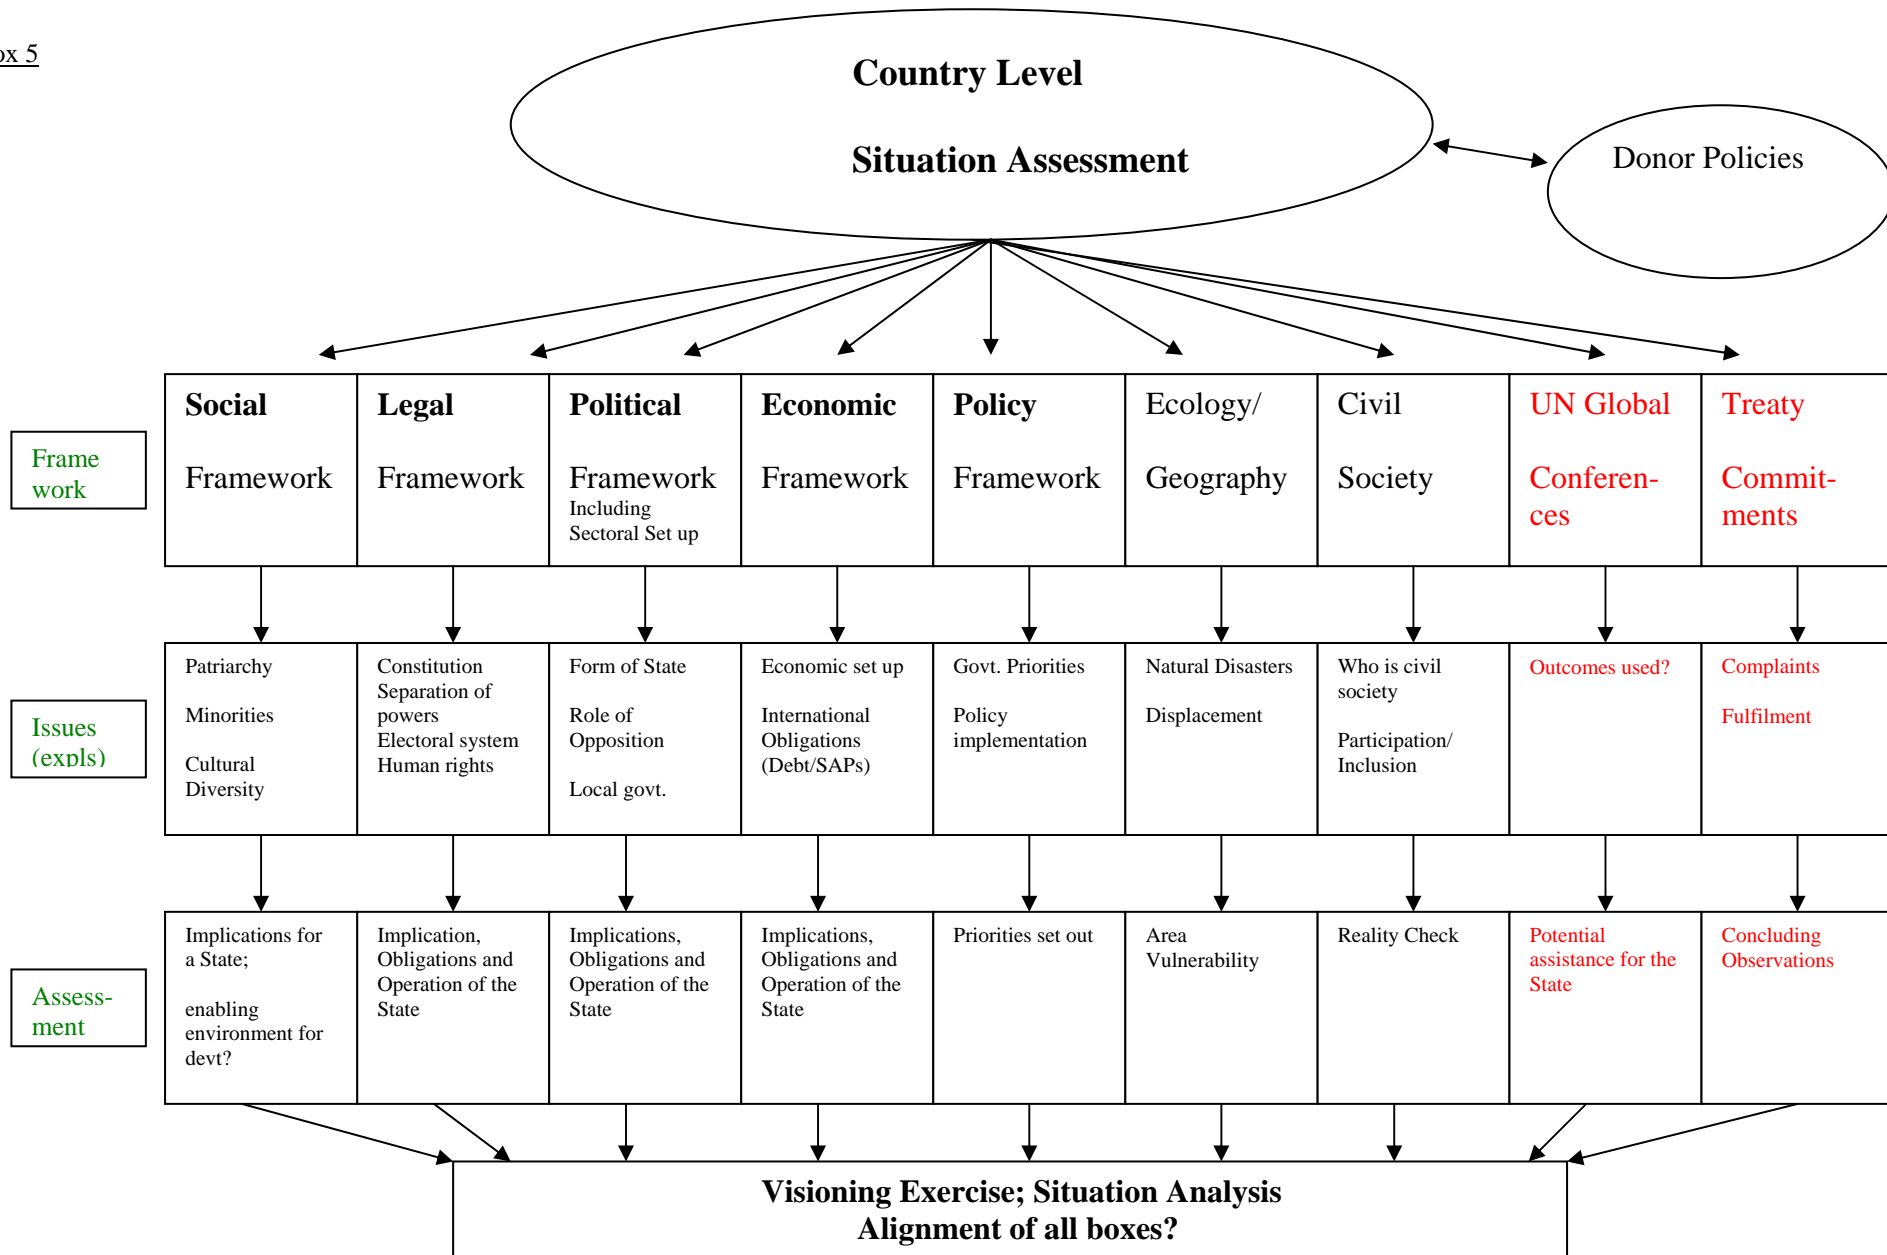 ox 5
Country Level
Situation Assessment
Donor Policies
Frame
work
Social
Framework
Legal
Framework
Political
Framework
Including
Sectoral Set up
Economic
Framework
Policy
Framework
Ecology/
Geography
Civil
Society
UN Global
Conferen-
ces
Treaty
Commit-
ments
Issues
(expls)
Patriarchy
Minorities
Cultural
Diversity
Constitution
Separation of
powers
Electoral system
Human rights
Form of State
Role of
Opposition
Local govt.
Economic set up
International
Obligations
(Debt/SAPs)
Govt. Priorities
Policy
implementation
Natural Disasters
Displacement
Who is civil
society
Participation/
Inclusion
Outcomes used?
Complaints
Fulfilment
Assess-
ment
Implications for
a State;
enabling
environment for
devt?
Implication,
Obligations and
Operation of the
State
Implications,
Obligations and
Operation of the
State
Implications,
Obligations and
Operation of the
State
Priorities set out
Area
Vulnerability
Reality Check
Potential
assistance for the
State
Concluding
Observations
Visioning Exercise; Situation Analysis
Alignment of all boxes?